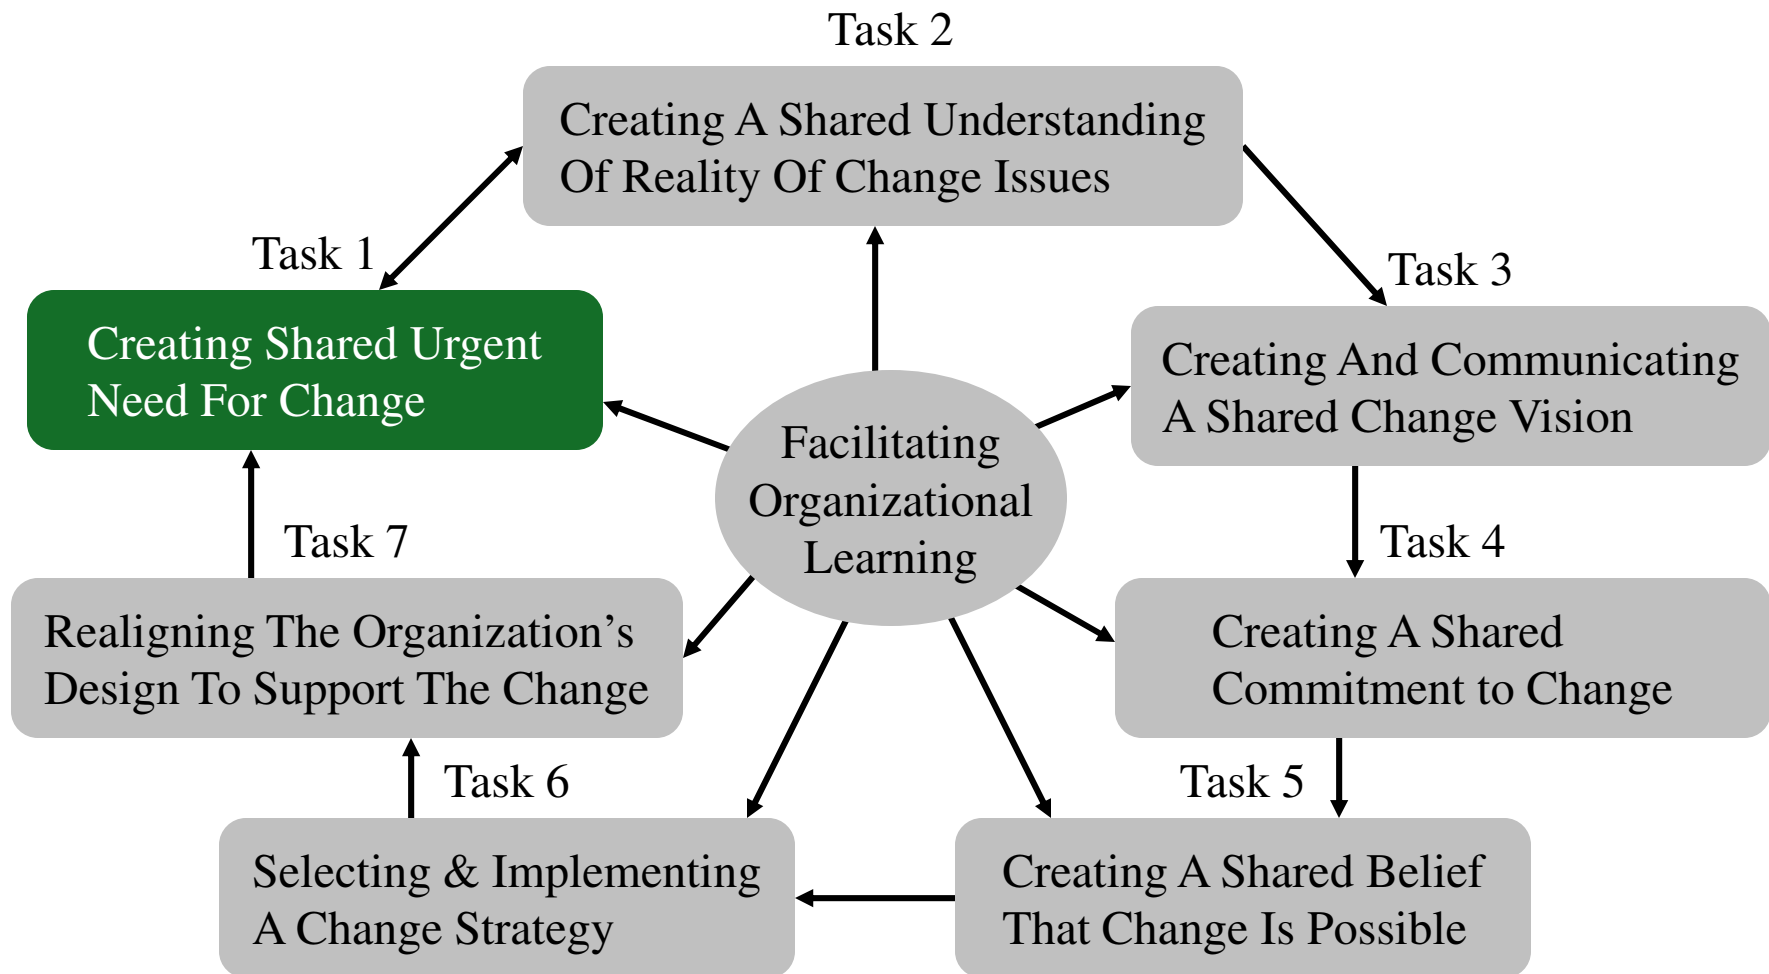 Task 2
Creating A Shared Understanding
Of Reality Of Change Issues
Task 1
Creating Shared Urgent
Need For Change
Task 3
Creating And Communicating
A Shared Change Vision
Facilitating
Organizational
Learning
Task 7
Realigning The Organization’s
Design To Support The Change
Task 4
Creating A Shared
Commitment to Change
Task 6
Selecting & Implementing
A Change Strategy
Task 5
Creating A Shared Belief
That Change Is Possible